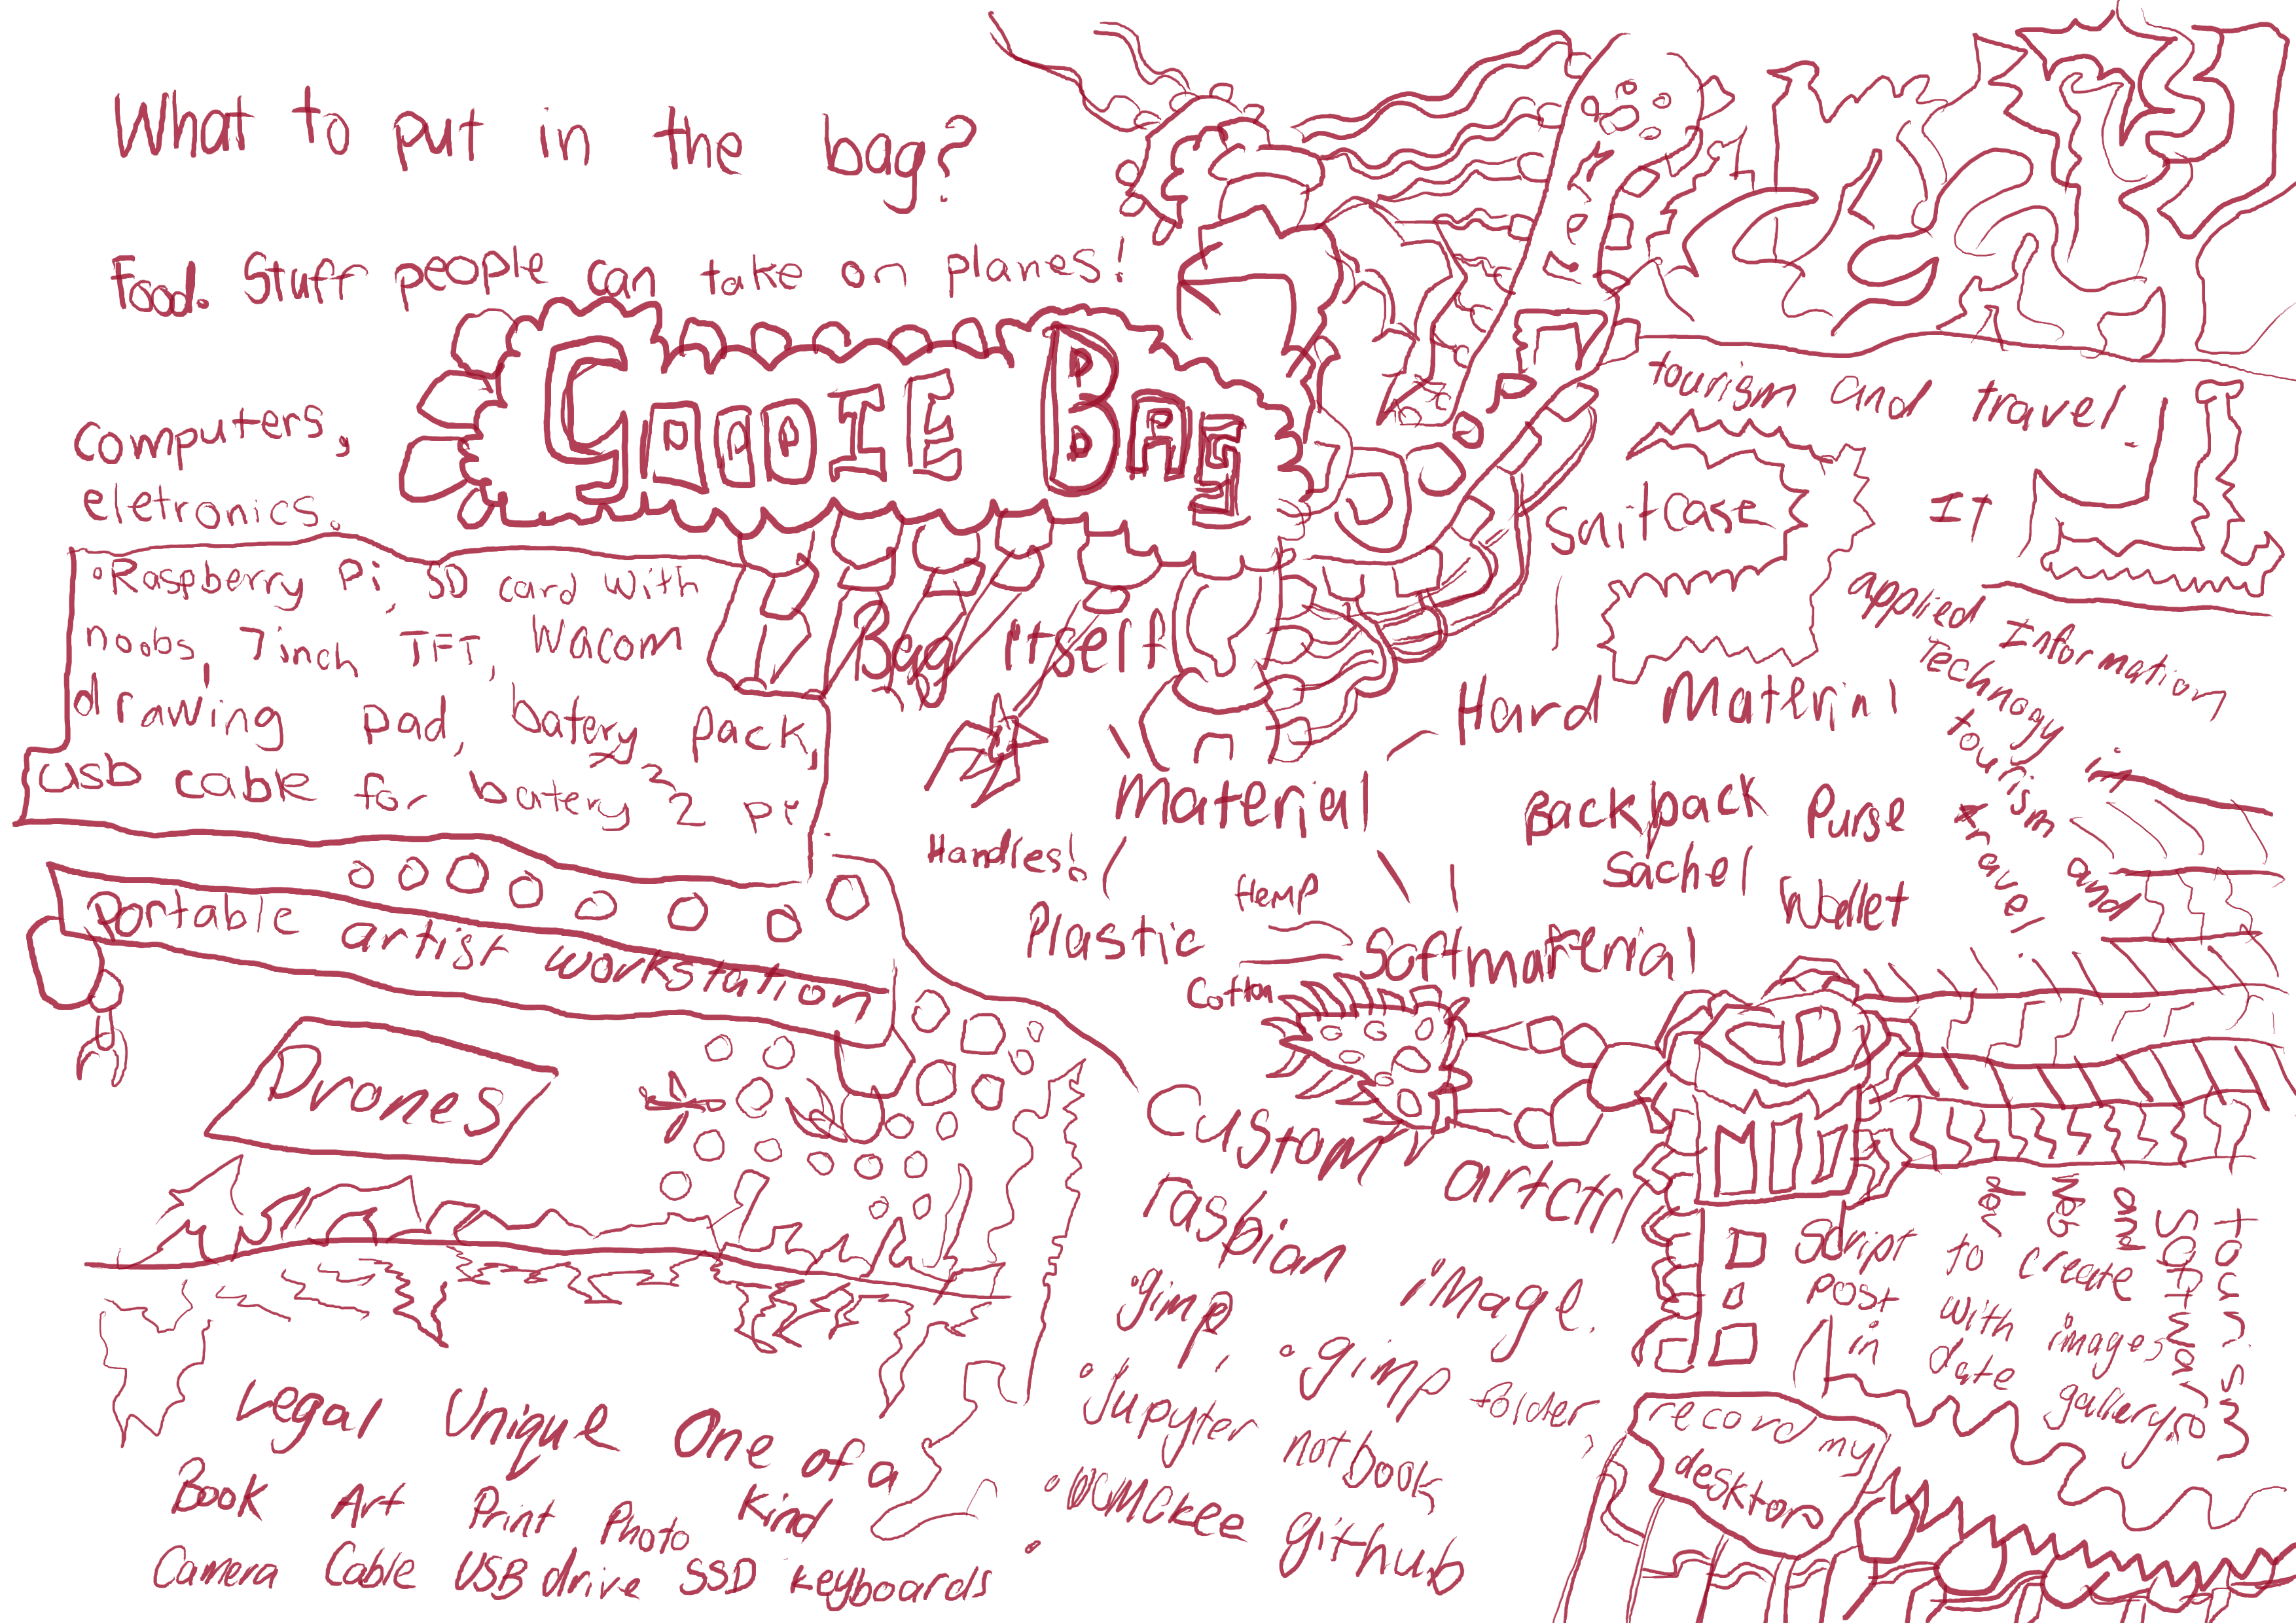 What to put in the bag?
Food. Stuff people can take on planes!
GOODIE BAG
computers,
eletronics.
•Raspberry Pi, SD card with
noobs, 7inch TFT, Wacom
drawing pad, batery pack,
usb cable for batery 2 pi.
Portable artist workstation
Drones
Legal Unique One of a
Kind
Book Art Print Photo
Camera Cable USB drive SSD keyboards
Bag itself
Material
Handles!
Plastic
Hemp
Cotton
Soft material
Hard Material
Suitcase
Backpack Purse
Sachel Wallet
tourism and travel
IT
applied Information
Technology in
tourism and
travel
Custom artctrl
rasbian image.
•gimp, •gimp folder,
•Jupyter notbook
•WCMCKee github
Script to create
post with images
in date gallery.
record my
desktop
web
and
software
tourism